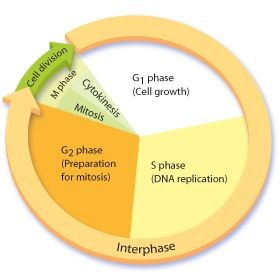 Cell division
M phase
Cytokinesis
Mitosis
G1 phase
(Cell growth)
G2 phase
(Preparation
for mitosis)
S phase
(DNA replication)
Interphase